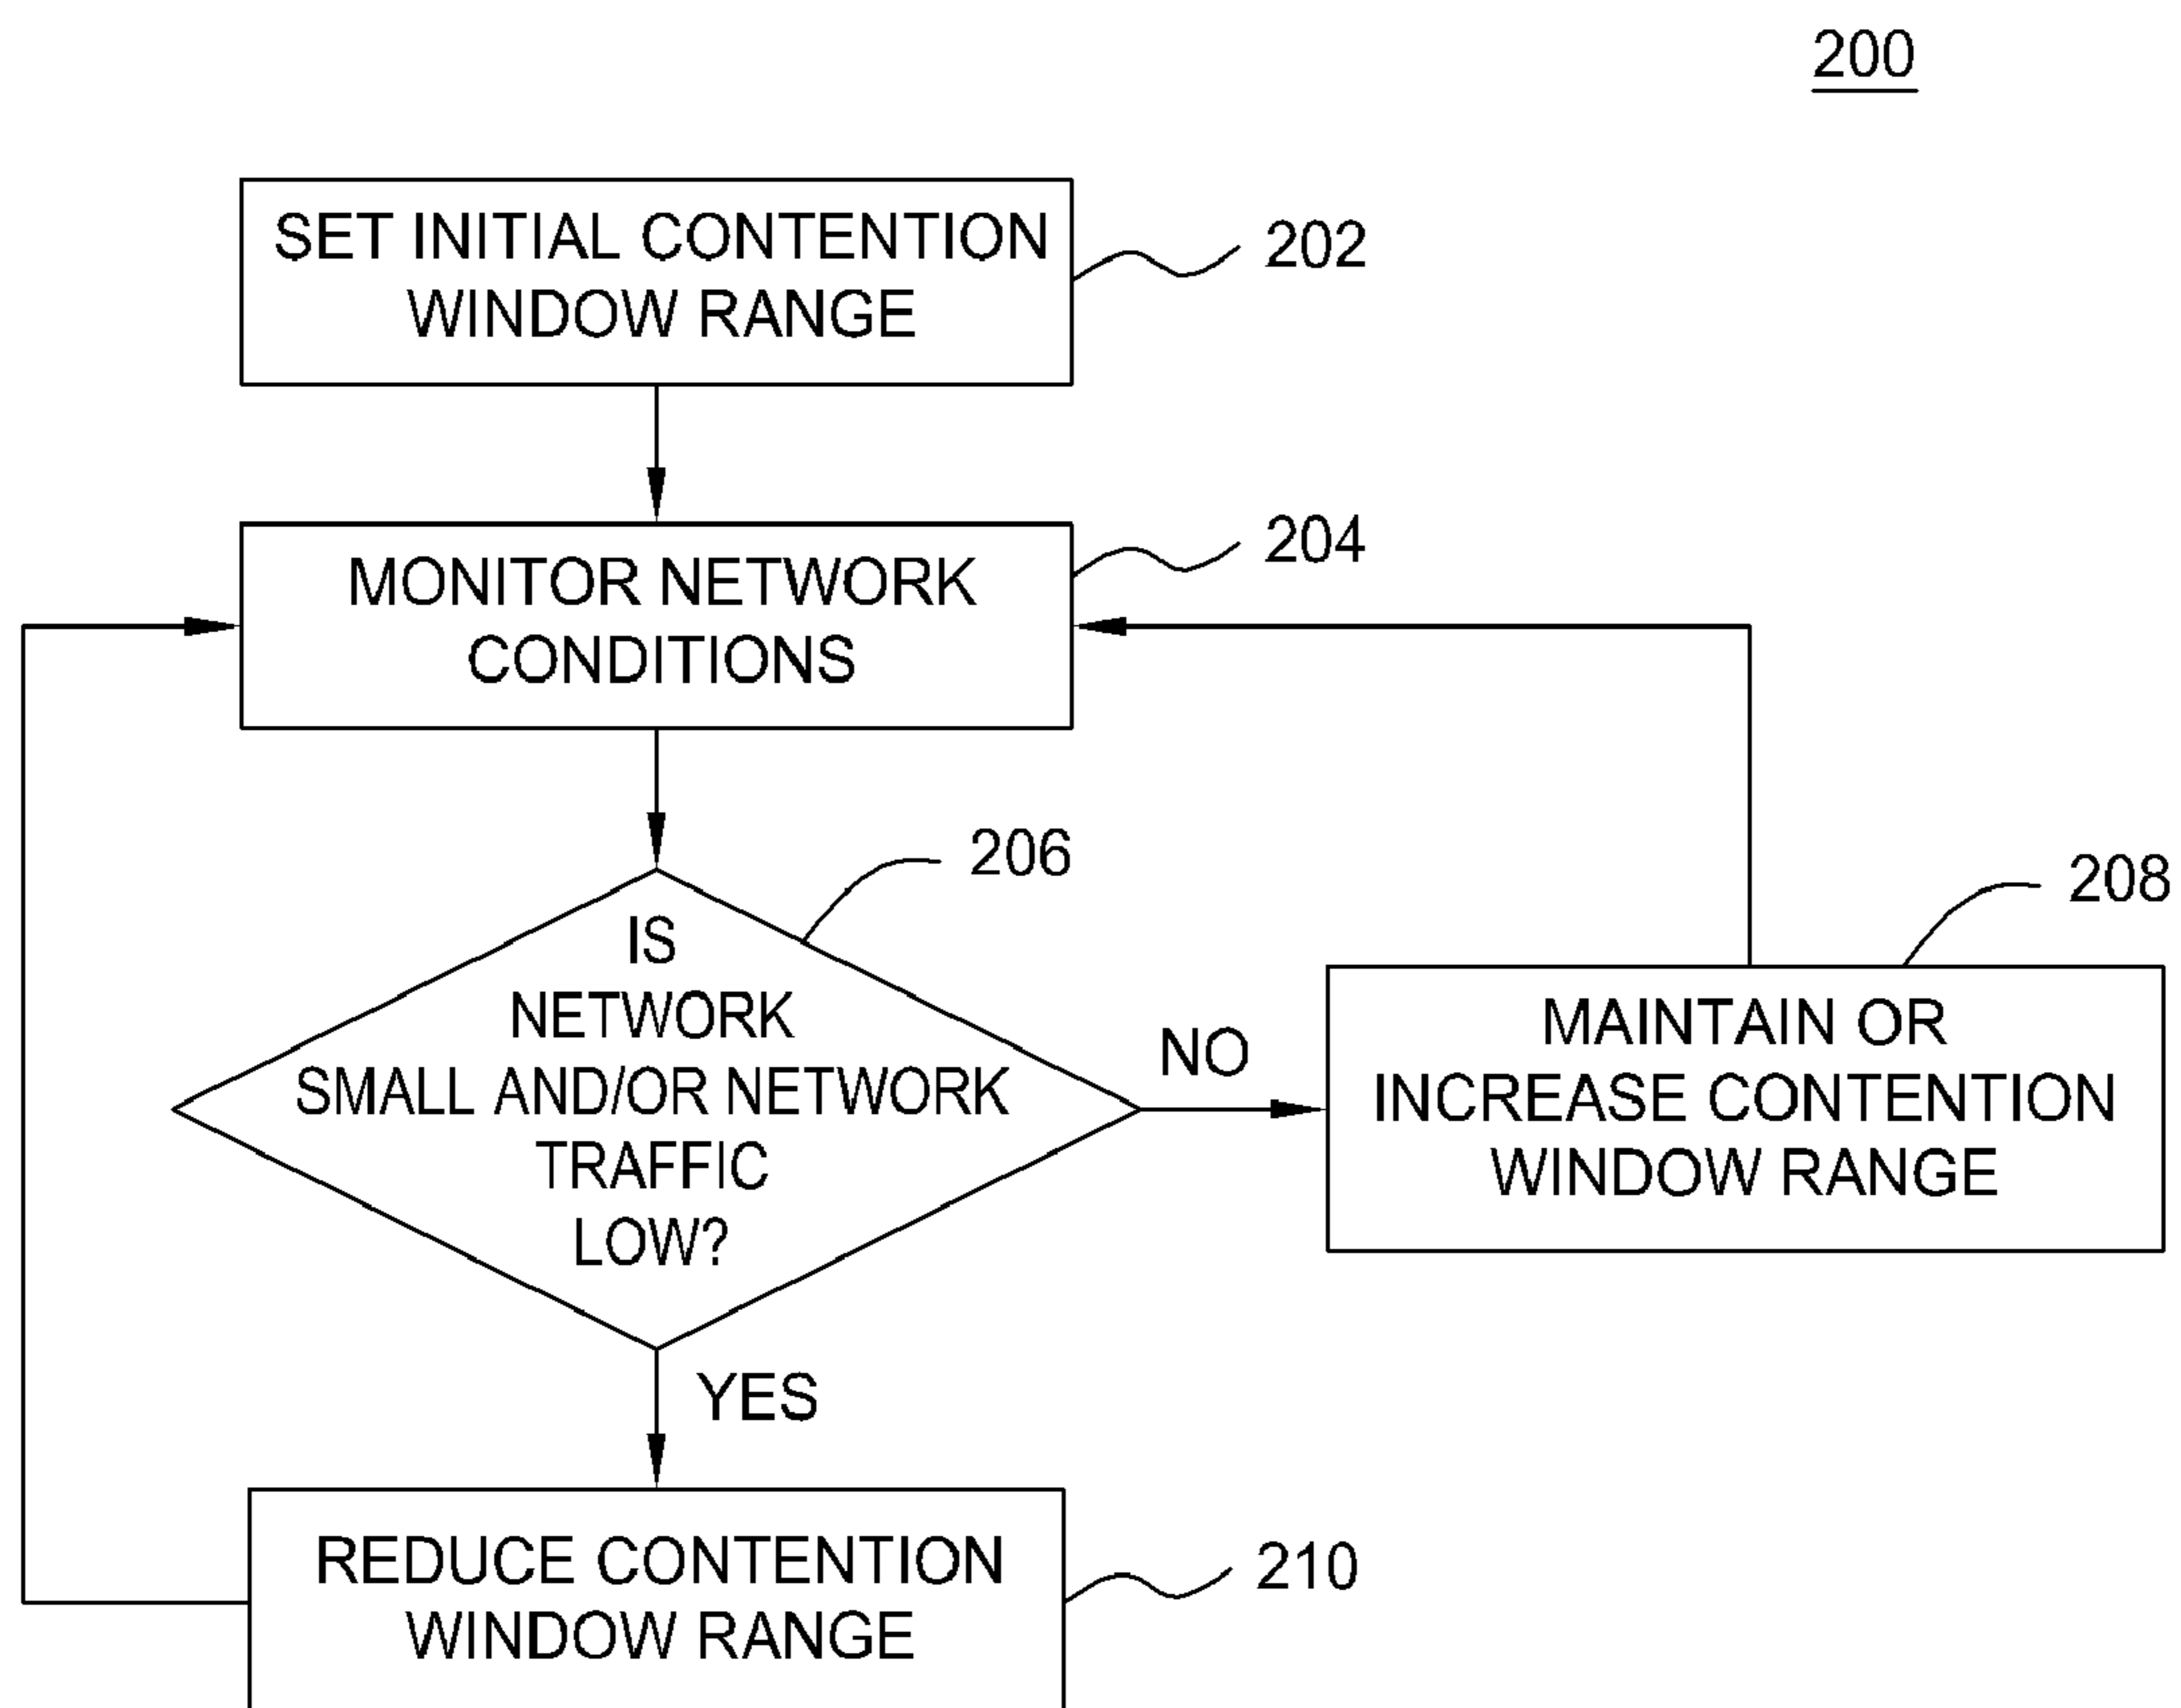 200
SET INITIAL CONTENTION
WINDOW RANGE
202
MONITOR NETWORK
CONDITIONS
204
IS
NETWORK
SMALL AND/OR NETWORK
TRAFFIC
LOW?
206
NO
MAINTAIN OR
INCREASE CONTENTION
WINDOW RANGE
208
YES
REDUCE CONTENTION
WINDOW RANGE
210